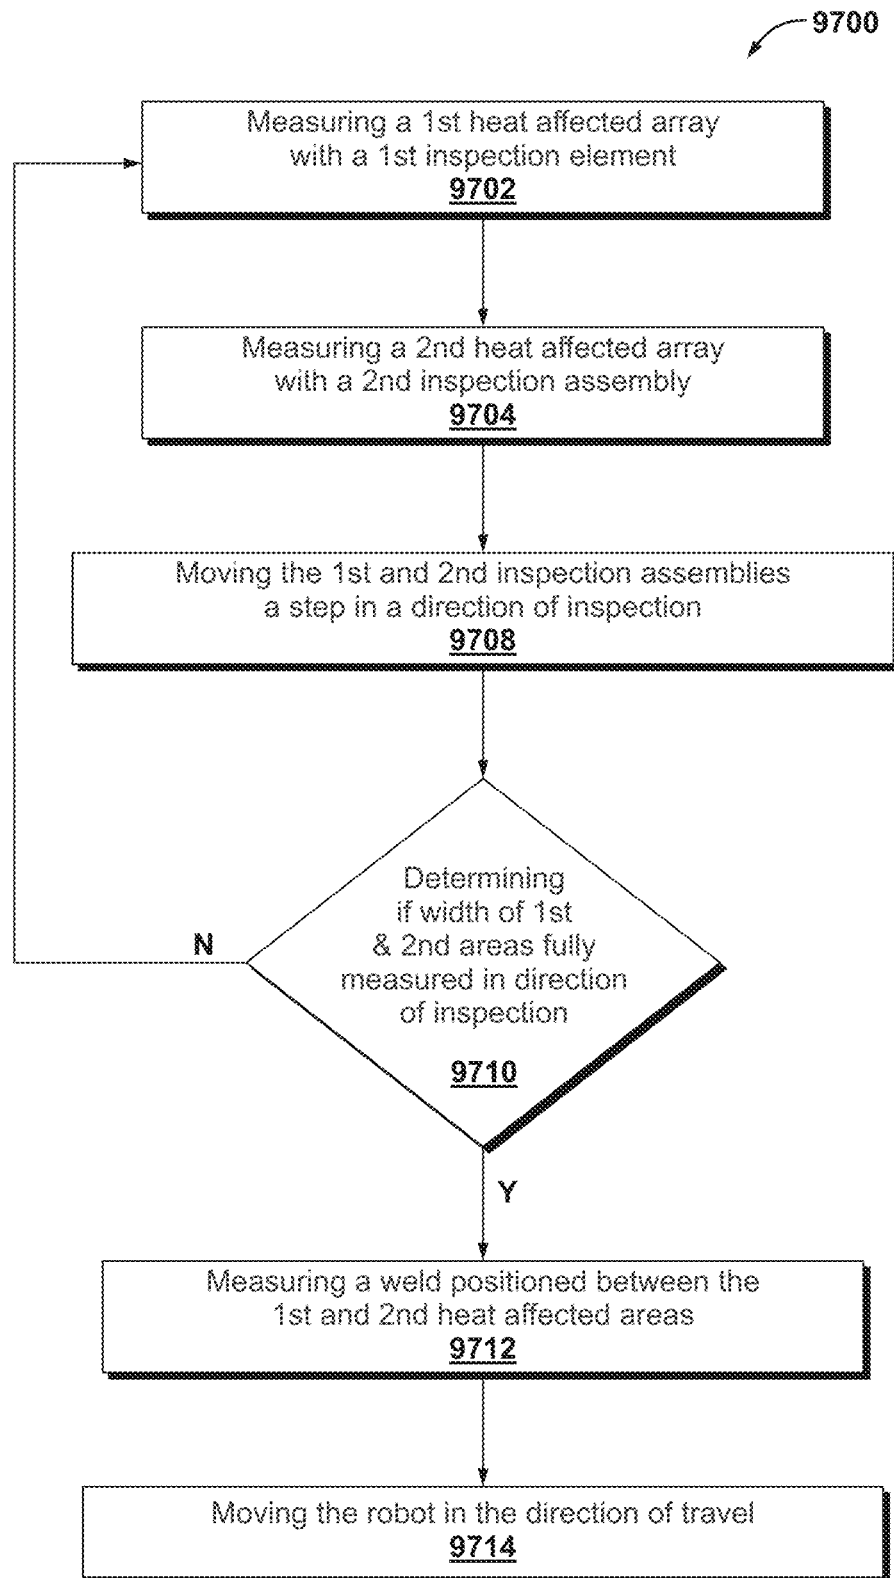 9700
Measuring a 1st heat affected array
with a 1st inspection element
9702
Measuring a 2nd heat affected array
with a 2nd inspection assembly
9704
Moving the 1st and 2nd inspection assemblies
a step in a direction of inspection
9708
Determining
if width of 1st
& 2nd areas fully
measured in direction
of inspection
9710
N
Y
Measuring a weld positioned between the
1st and 2nd heat affected areas
9712
Moving the robot in the direction of travel
9714